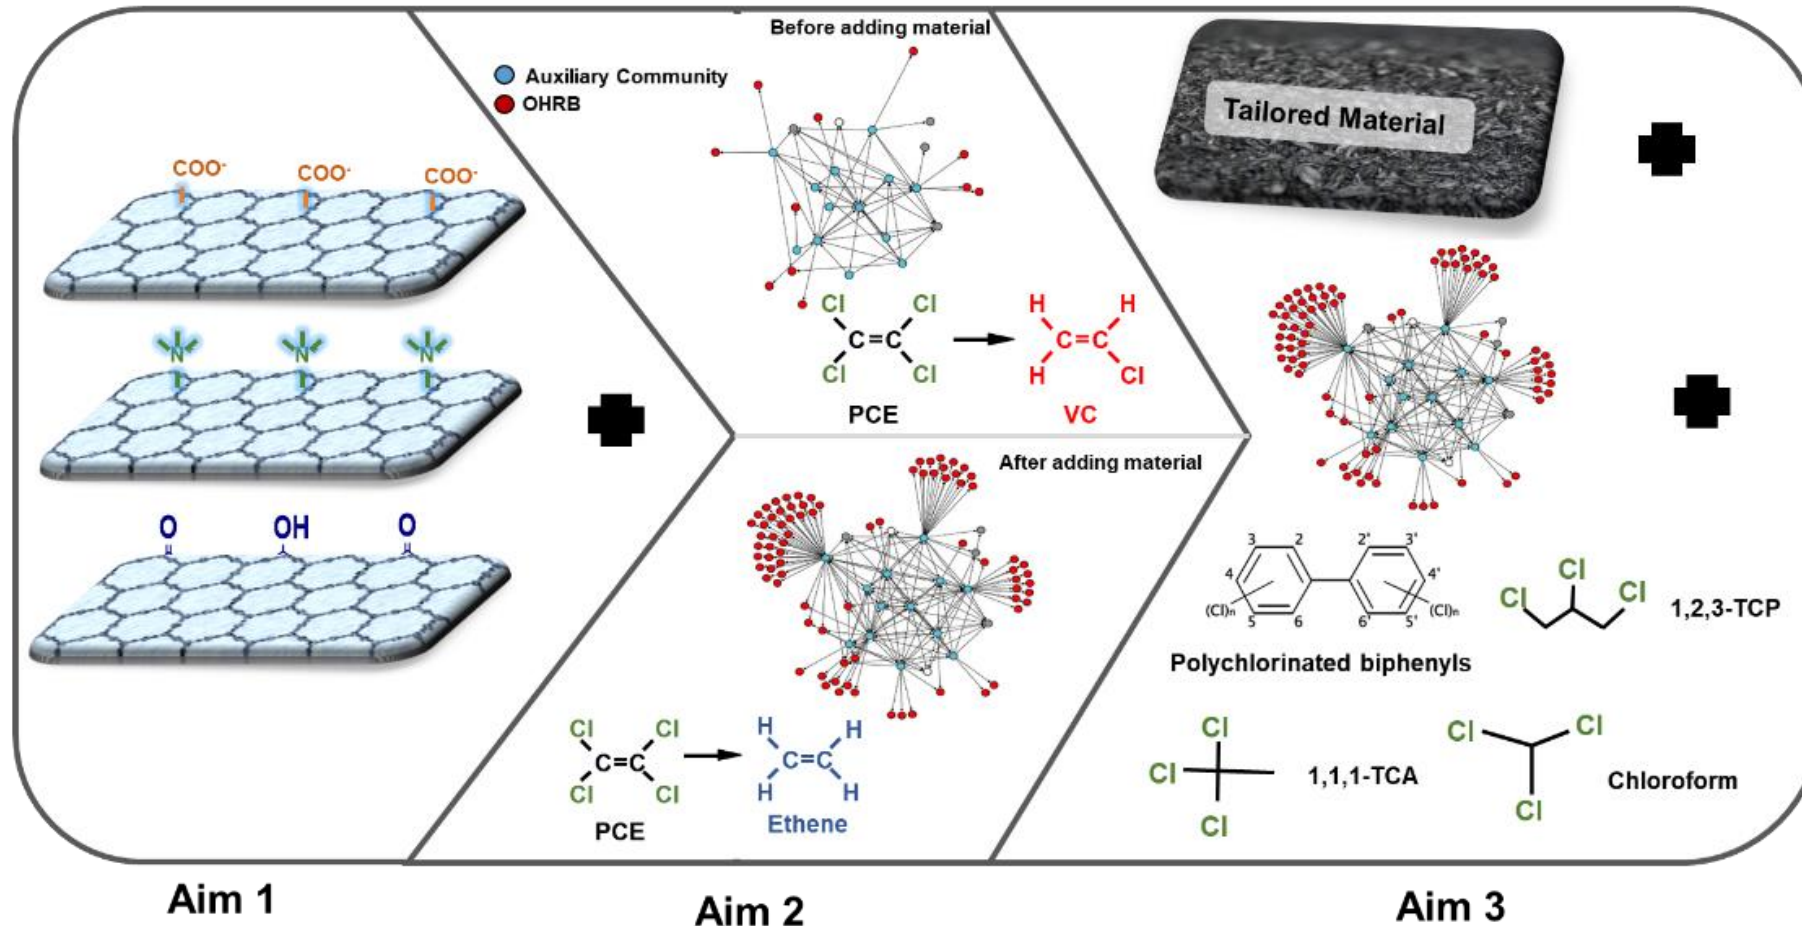 COO-
COO-
COO-
N
N
N
O
OH
O
Aim 1
Before adding material
Auxiliary Community
OHRB
Cl
Cl
C=C
Cl
Cl
PCE
H
H
C=C
H
Cl
VC
After adding material
Cl
Cl
C=C
Cl
Cl
PCE
H
H
C=C
H
H
Ethene
Aim 2
Tailored Material
3
2
2'
3'
4
4'
(Cl)n
(Cl)n
5
6
6'
5'
Polychlorinated biphenyls
Cl
Cl
Cl
1,2,3-TCP
Cl
Cl
Cl
1,1,1-TCA
Cl
Cl
Cl
Chloroform
Aim 3